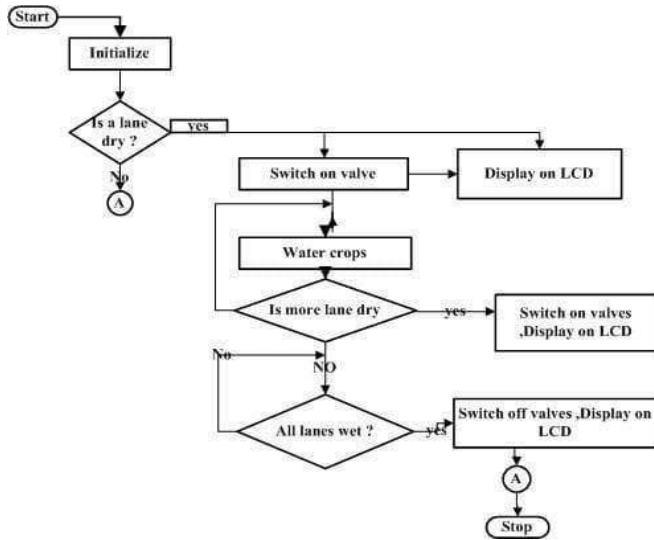 Start
Initialize
Is a lane
dry ?
yes
No
A
Switch on valve
Display on LCD
Water crops
Is more lane dry
yes
Switch on valves
,Display on LCD
No
NO
All lanes wet ?
yes
Switch off valves ,Display on
LCD
A
Stop